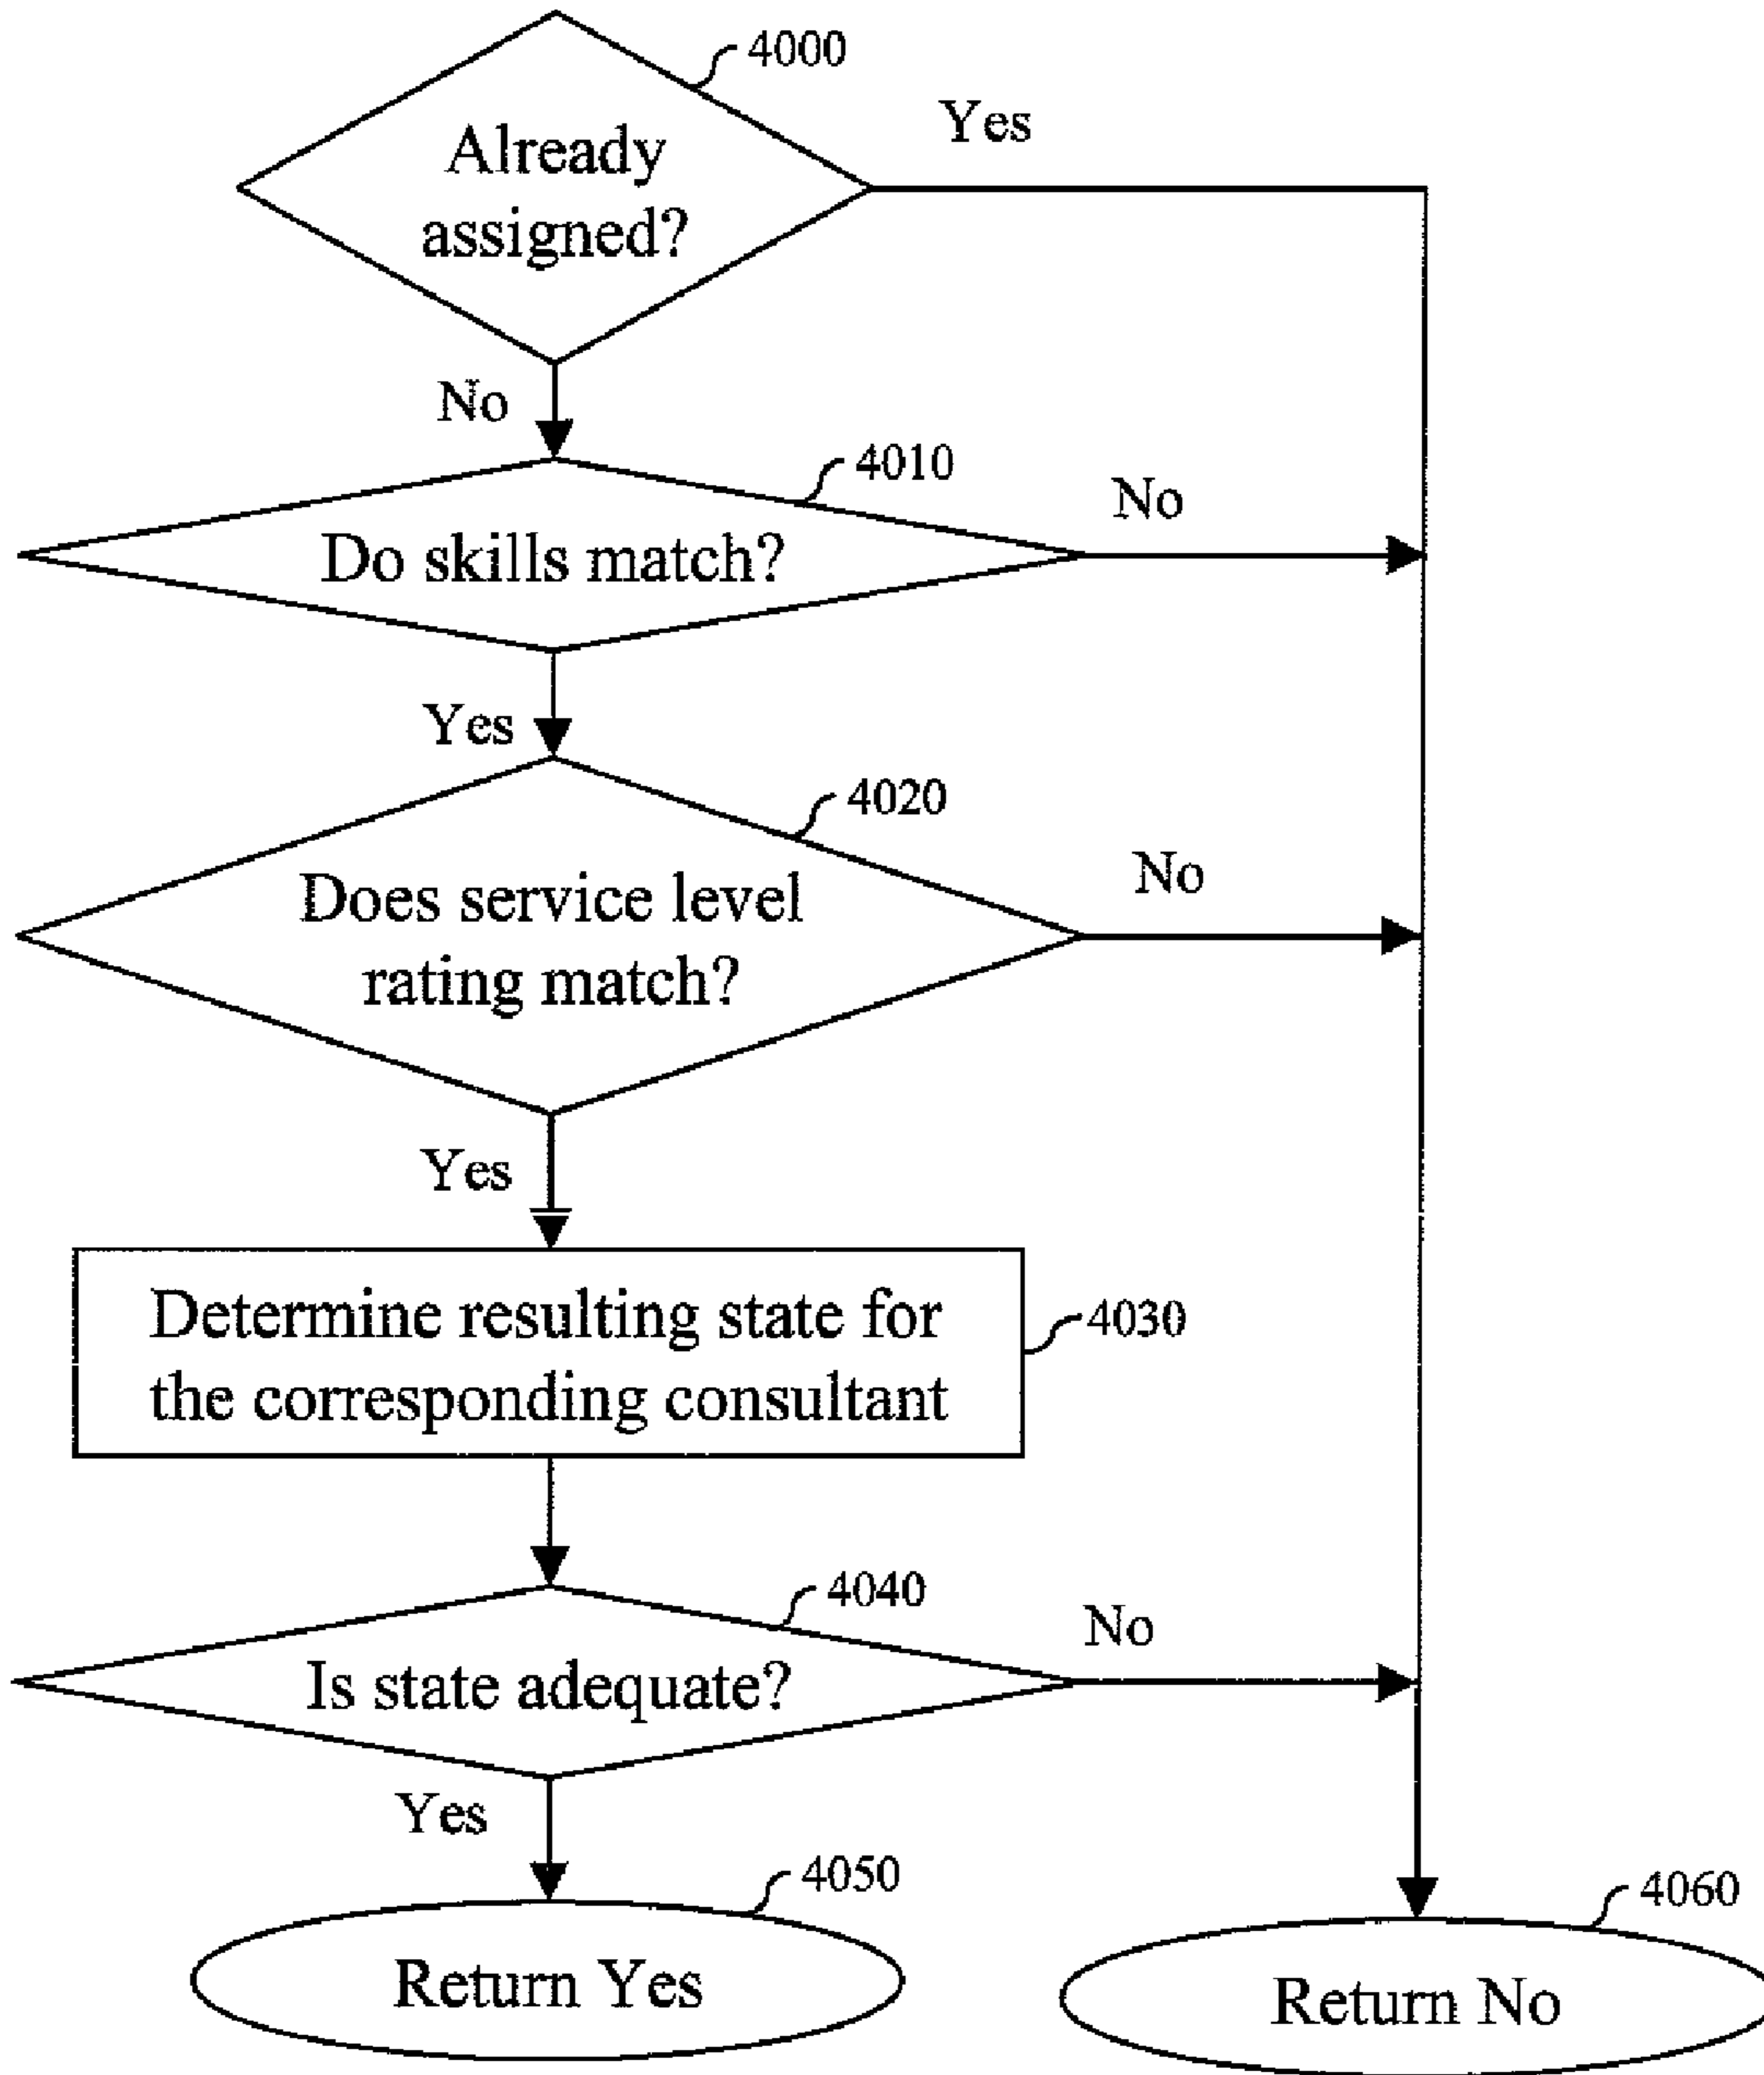 4000
Already
assigned?
Yes
No
4010
Do skills match?
No
Yes
4020
Does service level
rating match?
No
Yes
Determine resulting state for
the corresponding consultant
4030
4040
Is state adequate?
No
Yes
4050
Return Yes
4060
Return No